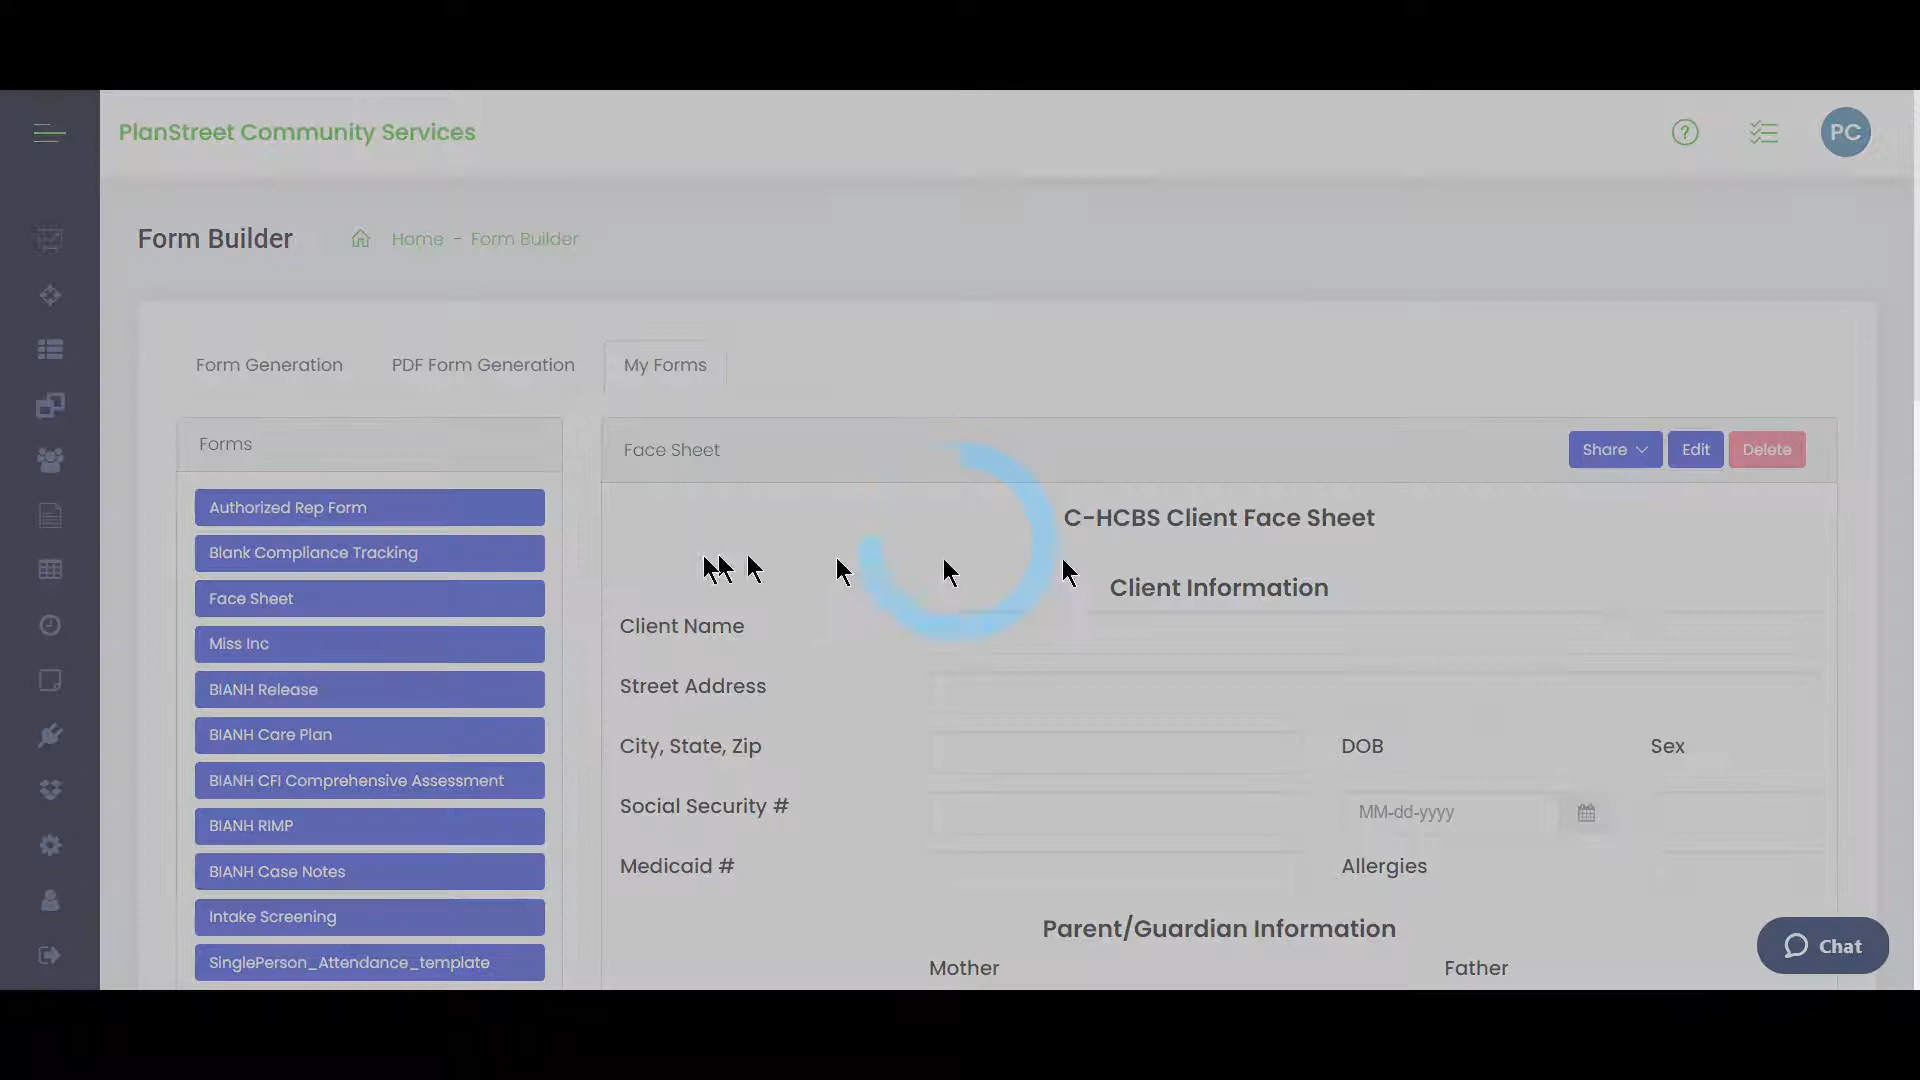 PlanStreet Community Services
?
PC
Form Builder
Home - Form Builder
Form Generation
PDF Form Generation
My Forms
Forms
Authorized Rep Form
Blank Compliance Tracking
Face Sheet
Miss Inc
BIANH Release
BIANH Care Plan
BIANH CFI Comprehensive Assessment
BIANH RIMP
BIANH Case Notes
Intake Screening
SinglePerson_Attendance_template
Face Sheet
Share
Edit
Delete
C-HCBS Client Face Sheet
Client Information
Client Name
Street Address
City, State, Zip
DOB
Sex
Social Security #
MM-dd-yyyy
Medicaid #
Allergies
Parent/Guardian Information
Mother
Father
Chat